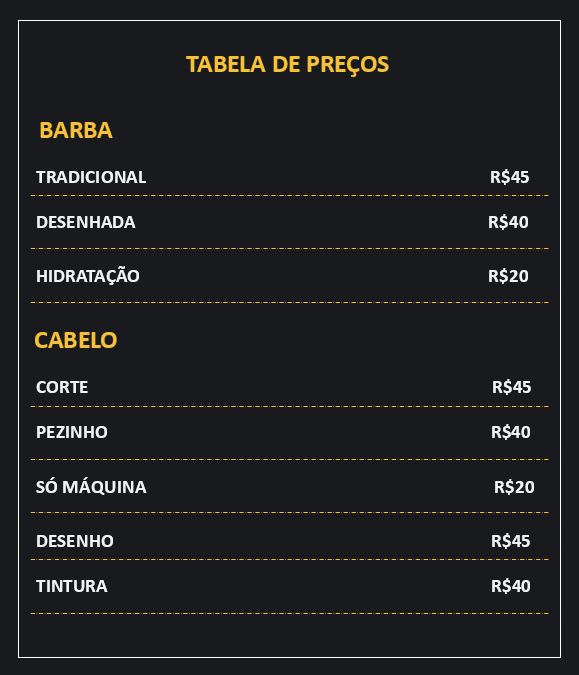 TABELA DE PREÇOS
BARBA
TRADICIONAL R$45
DESENHADA R$40
HIDRATAÇÃO R$20
CABELO
CORTE R$45
PEZINHO R$40
SÓ MÁQUINA R$20
DESENHO R$45
TINTURA R$40